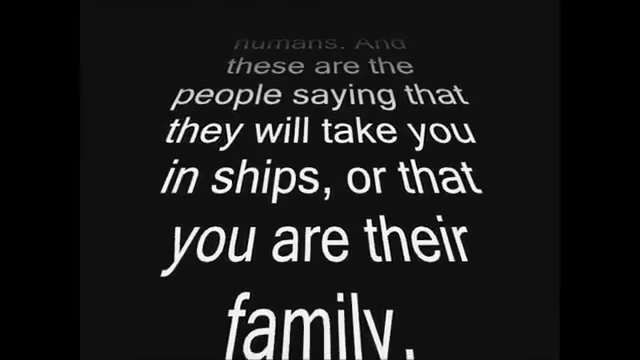 humans. And
these are the
people saying that
they will take you
in ships, or that
you are their
family.